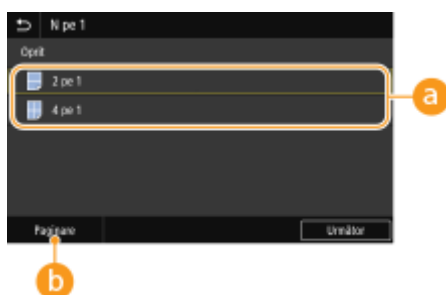 N pe 1
Oprit
2 pe 1
4 pe 1
a
Paginare
Următor
b